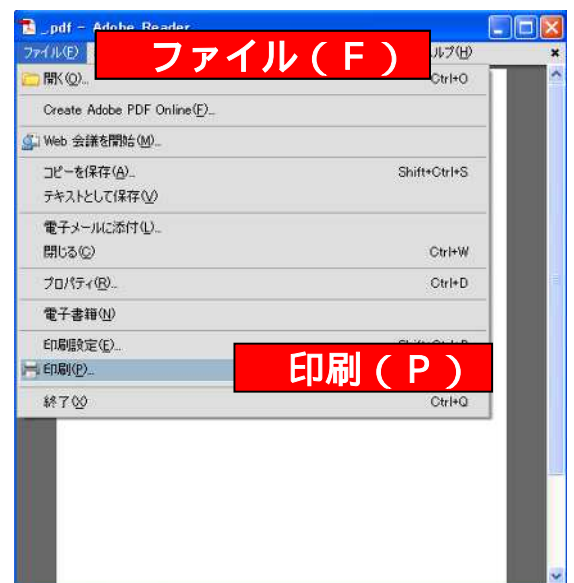 _.pdf - Adobe Reader
ファイル(F)
ファイル(E) ルプ(H)
開く(O)... Ctrl+O
Create Adobe PDF Online(F)...
Web 会議を開始(M)...
コピーを保存(A)... Shift+Ctrl+S
テキストとして保存(V)
電子メールに添付(L)...
閉じる(C) Ctrl+W
プロパティ(R)... Ctrl+D
電子書籍(N)
印刷設定(E)...
印刷(P)
印刷(P)...
終了(X) Ctrl+Q